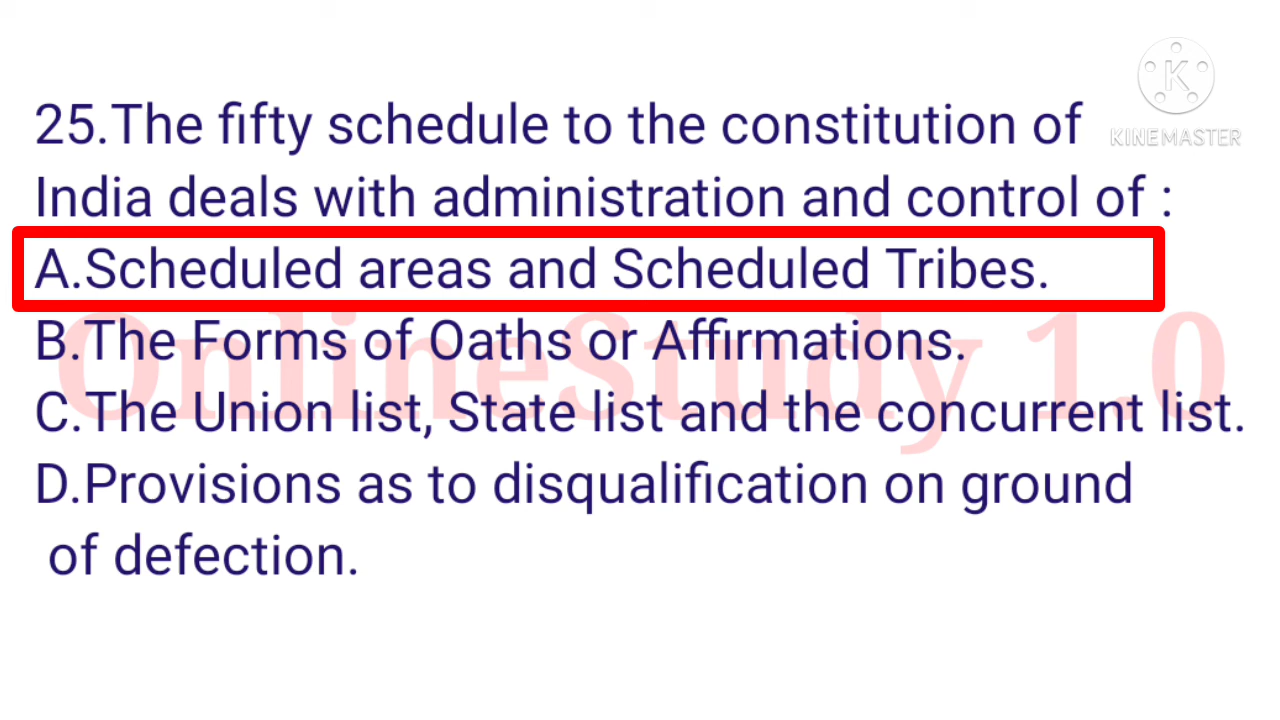 K
KINEMASTER
25.The fifty schedule to the constitution of
India deals with administration and control of :
A.Scheduled areas and Scheduled Tribes.
B.The Forms of Oaths or Affirmations.
OnlineStudy 1.0
C.The Union list, State list and the concurrent list.
D.Provisions as to disqualification on ground
of defection.